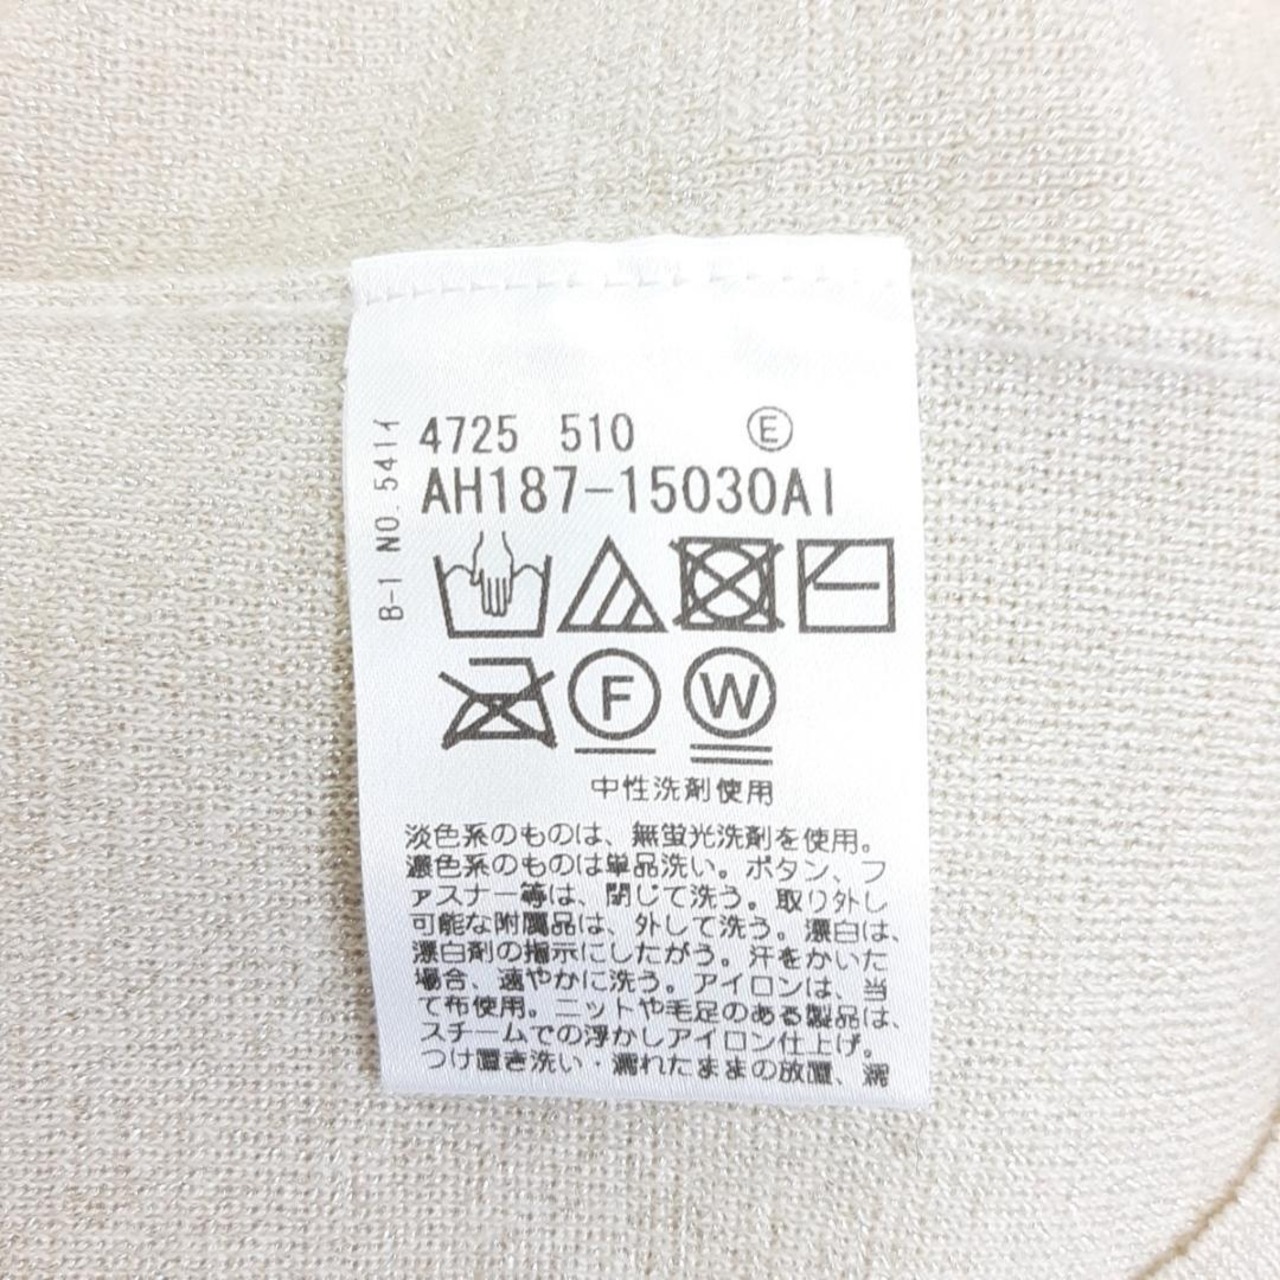 4725 510 Ⓔ
AH187-15030AI
B-1 NO.541イ
F W
中性洗剤使用
淡色系のものは、無蛍光洗剤を使用。
濃色系のものは単品洗い。ボタン、フ
ァスナー等は、閉じて洗う。取り外し
可能な附属品は、外して洗う。漂白は、
漂白剤の指示にしたがう。汗をかいた
場合、速やかに洗う。アイロンは、当
て布使用。ニットや毛足のある製品は、
スチームでの浮かしアイロン仕上げ。
つけ置き洗い・濡れたままの放置、濡